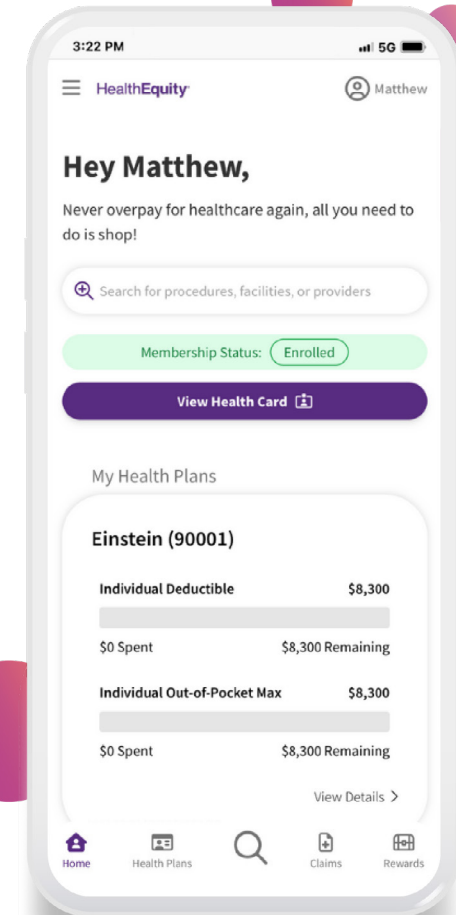 3:22 PM 5G
HealthEquity Matthew
Hey Matthew,
Never overpay for healthcare again, all you need to
do is shop!
Search for procedures, facilities, or providers
Membership Status: Enrolled
View Health Card
My Health Plans
Einstein (90001)
Individual Deductible $8,300
$0 Spent $8,300 Remaining
Individual Out-of-Pocket Max $8,300
$0 Spent $8,300 Remaining
View Details >
Home Health Plans Claims Rewards